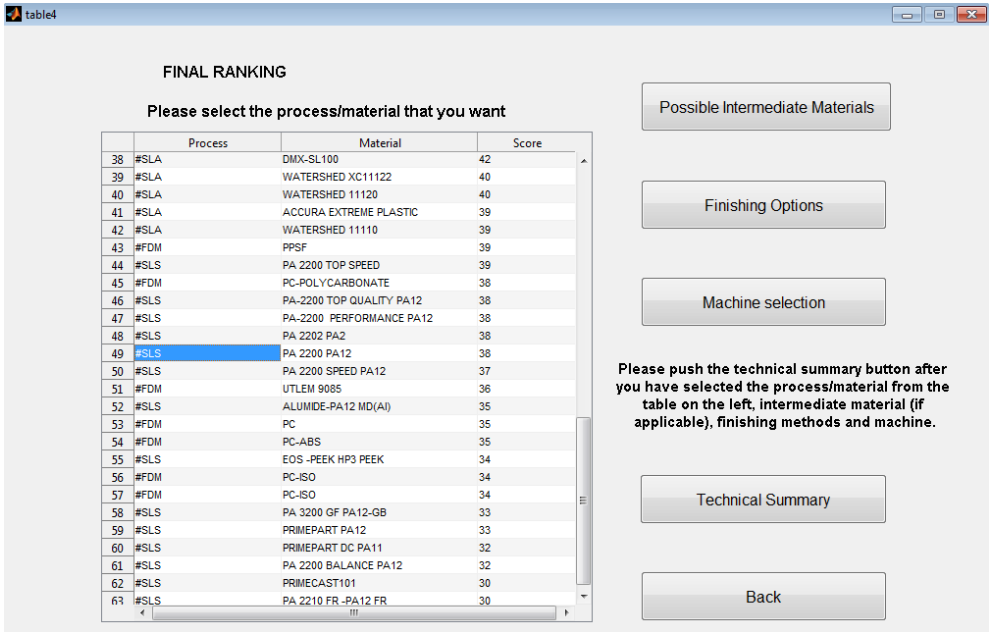 table4
FINAL RANKING
Please select the process/material that you want
Process Material Score
38 #SLA DMX-SL100 42
39 #SLA WATERSHED XC11122 40
40 #SLA WATERSHED 11120 40
41 #SLA ACCURA EXTREME PLASTIC 39
42 #SLA WATERSHED 11110 39
43 #FDM PPSF 39
44 #SLS PA 2200 TOP SPEED 39
45 #FDM PC-POLYCARBONATE 38
46 #SLS PA-2200 TOP QUALITY PA12 38
47 #SLS PA-2200 PERFORMANCE PA12 38
48 #SLS PA 2202 PA2 38
49 #SLS PA 2200 PA12 38
50 #SLS PA 2200 SPEED PA12 37
51 #FDM UTLEM 9085 36
52 #SLS ALUMIDE-PA12 MD(Al) 35
53 #FDM PC 35
54 #FDM PC-ABS 35
55 #SLS EOS -PEEK HP3 PEEK 34
56 #FDM PC-ISO 34
57 #FDM PC-ISO 34
58 #SLS PA 3200 GF PA12-GB 33
59 #SLS PRIMEPART PA12 33
60 #SLS PRIMEPART DC PA11 32
61 #SLS PA 2200 BALANCE PA12 32
62 #SLS PRIMECAST101 30
63 #SLS PA 2210 FR -PA12 FR 30
Possible Intermediate Materials
Finishing Options
Machine selection
Please push the technical summary button after
you have selected the process/material from the
table on the left, intermediate material (if
applicable), finishing methods and machine.
Technical Summary
Back